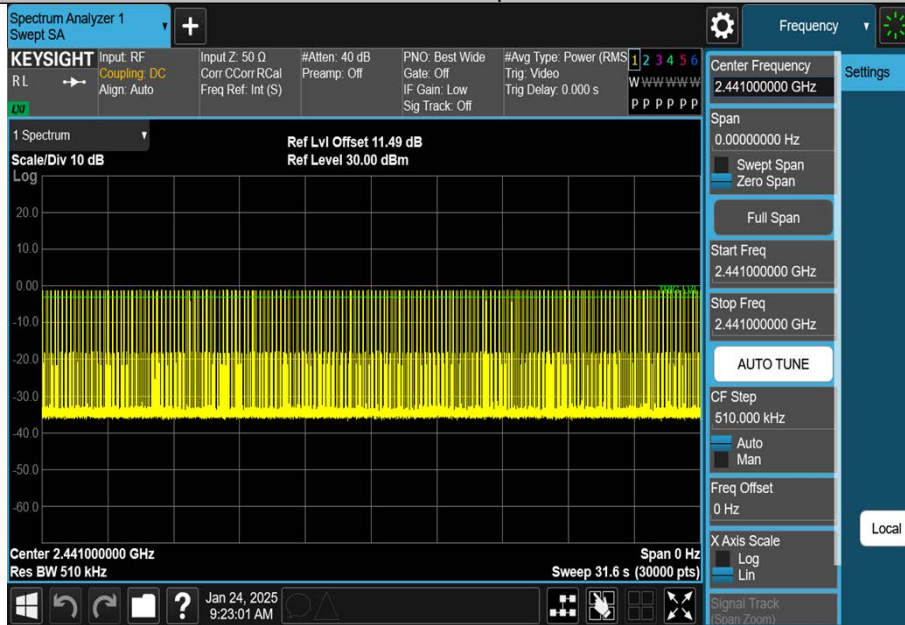 Spectrum Analyzer 1
Swept SA
+
Frequency
KEYSIGHT
R L
LXI
Input: RF
Coupling: DC
Align: Auto
Input Z: 50 Ω
Corr CCorr RCal
Freq Ref: Int (S)
#Atten: 40 dB
Preamp: Off
PNO: Best Wide
Gate: Off
IF Gain: Low
Sig Track: Off
#Avg Type: Power (RMS
Trig: Video
Trig Delay: 0.000 s
1 2 3 4 5 6
W W W W W W
P P P P P P
1 Spectrum
Scale/Div 10 dB
Log
Ref Lvl Offset 11.49 dB
Ref Level 30.00 dBm
20.0
10.0
0.00
-10.0
-20.0
-30.0
-40.0
-50.0
-60.0
TRIG LVL
Center 2.441000000 GHz
Res BW 510 kHz
Span 0 Hz
Sweep 31.6 s (30000 pts)
Center Frequency
2.441000000 GHz
Settings
Span
0.00000000 Hz
Swept Span
Zero Span
Full Span
Start Freq
2.441000000 GHz
Stop Freq
2.441000000 GHz
AUTO TUNE
CF Step
510.000 kHz
Auto
Man
Freq Offset
0 Hz
Local
X Axis Scale
Log
Lin
Signal Track
(Span Zoom)
?
Jan 24, 2025
9:23:01 AM